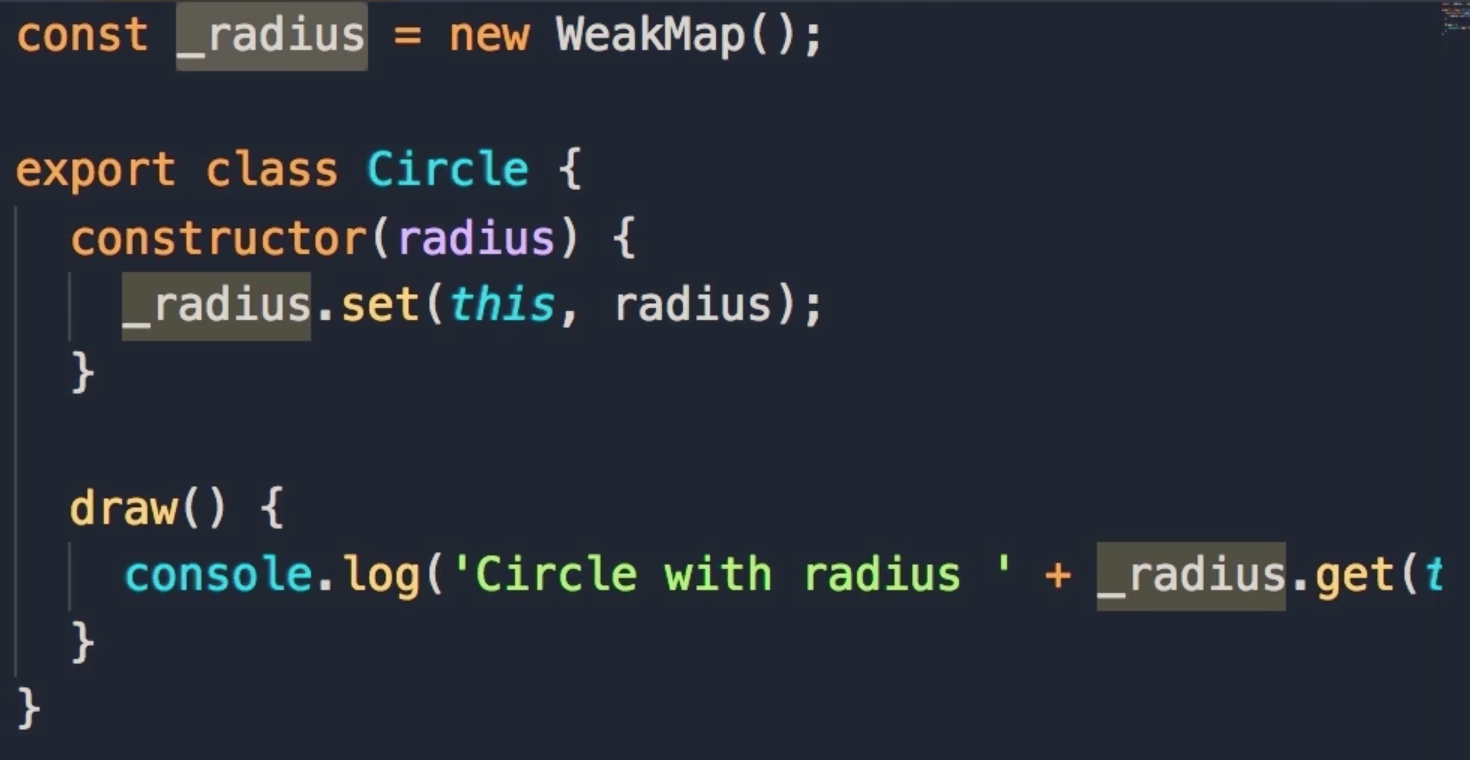 const _radius = new WeakMap();
export class Circle {
constructor(radius) {
_radius.set(this, radius);
}
draw() {
console.log('Circle with radius ' + _radius.get(t
}
}